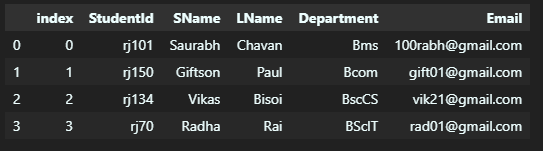 index StudentId SName LName Department Email
0 0 rj101 Saurabh Chavan Bms 100rabh@gmail.com
1 1 rj150 Giftson Paul Bcom gift01@gmail.com
2 2 rj134 Vikas Bisoi BscCS vik21@gmail.com
3 3 rj70 Radha Rai BScIT rad01@gmail.com